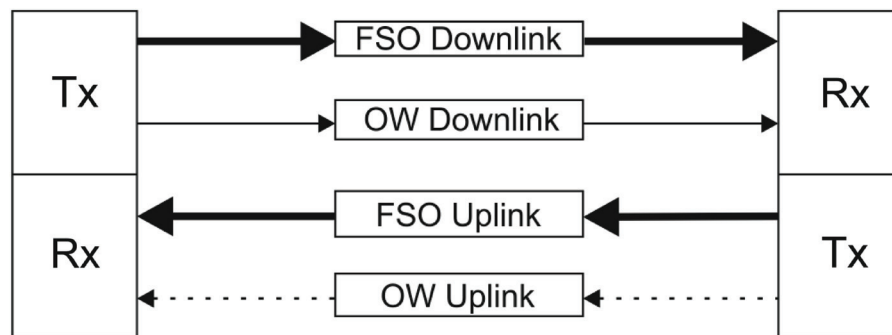 Tx
FSO Downlink
Rx
OW Downlink
Rx
FSO Uplink
Tx
OW Uplink